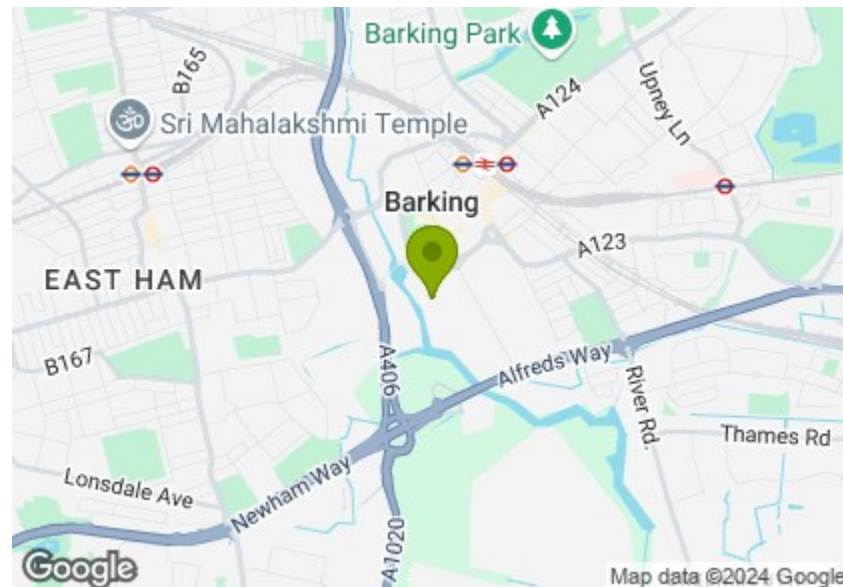 Barking Park
B165
A124
Upney Ln
Sri Mahalakshmi Temple
Barking
A123
EAST HAM
B167
A406
Alfreds Way
River Rd.
Thames Rd
Lonsdale Ave
Newham Way
A1020
Google
Map data ©2024 Google